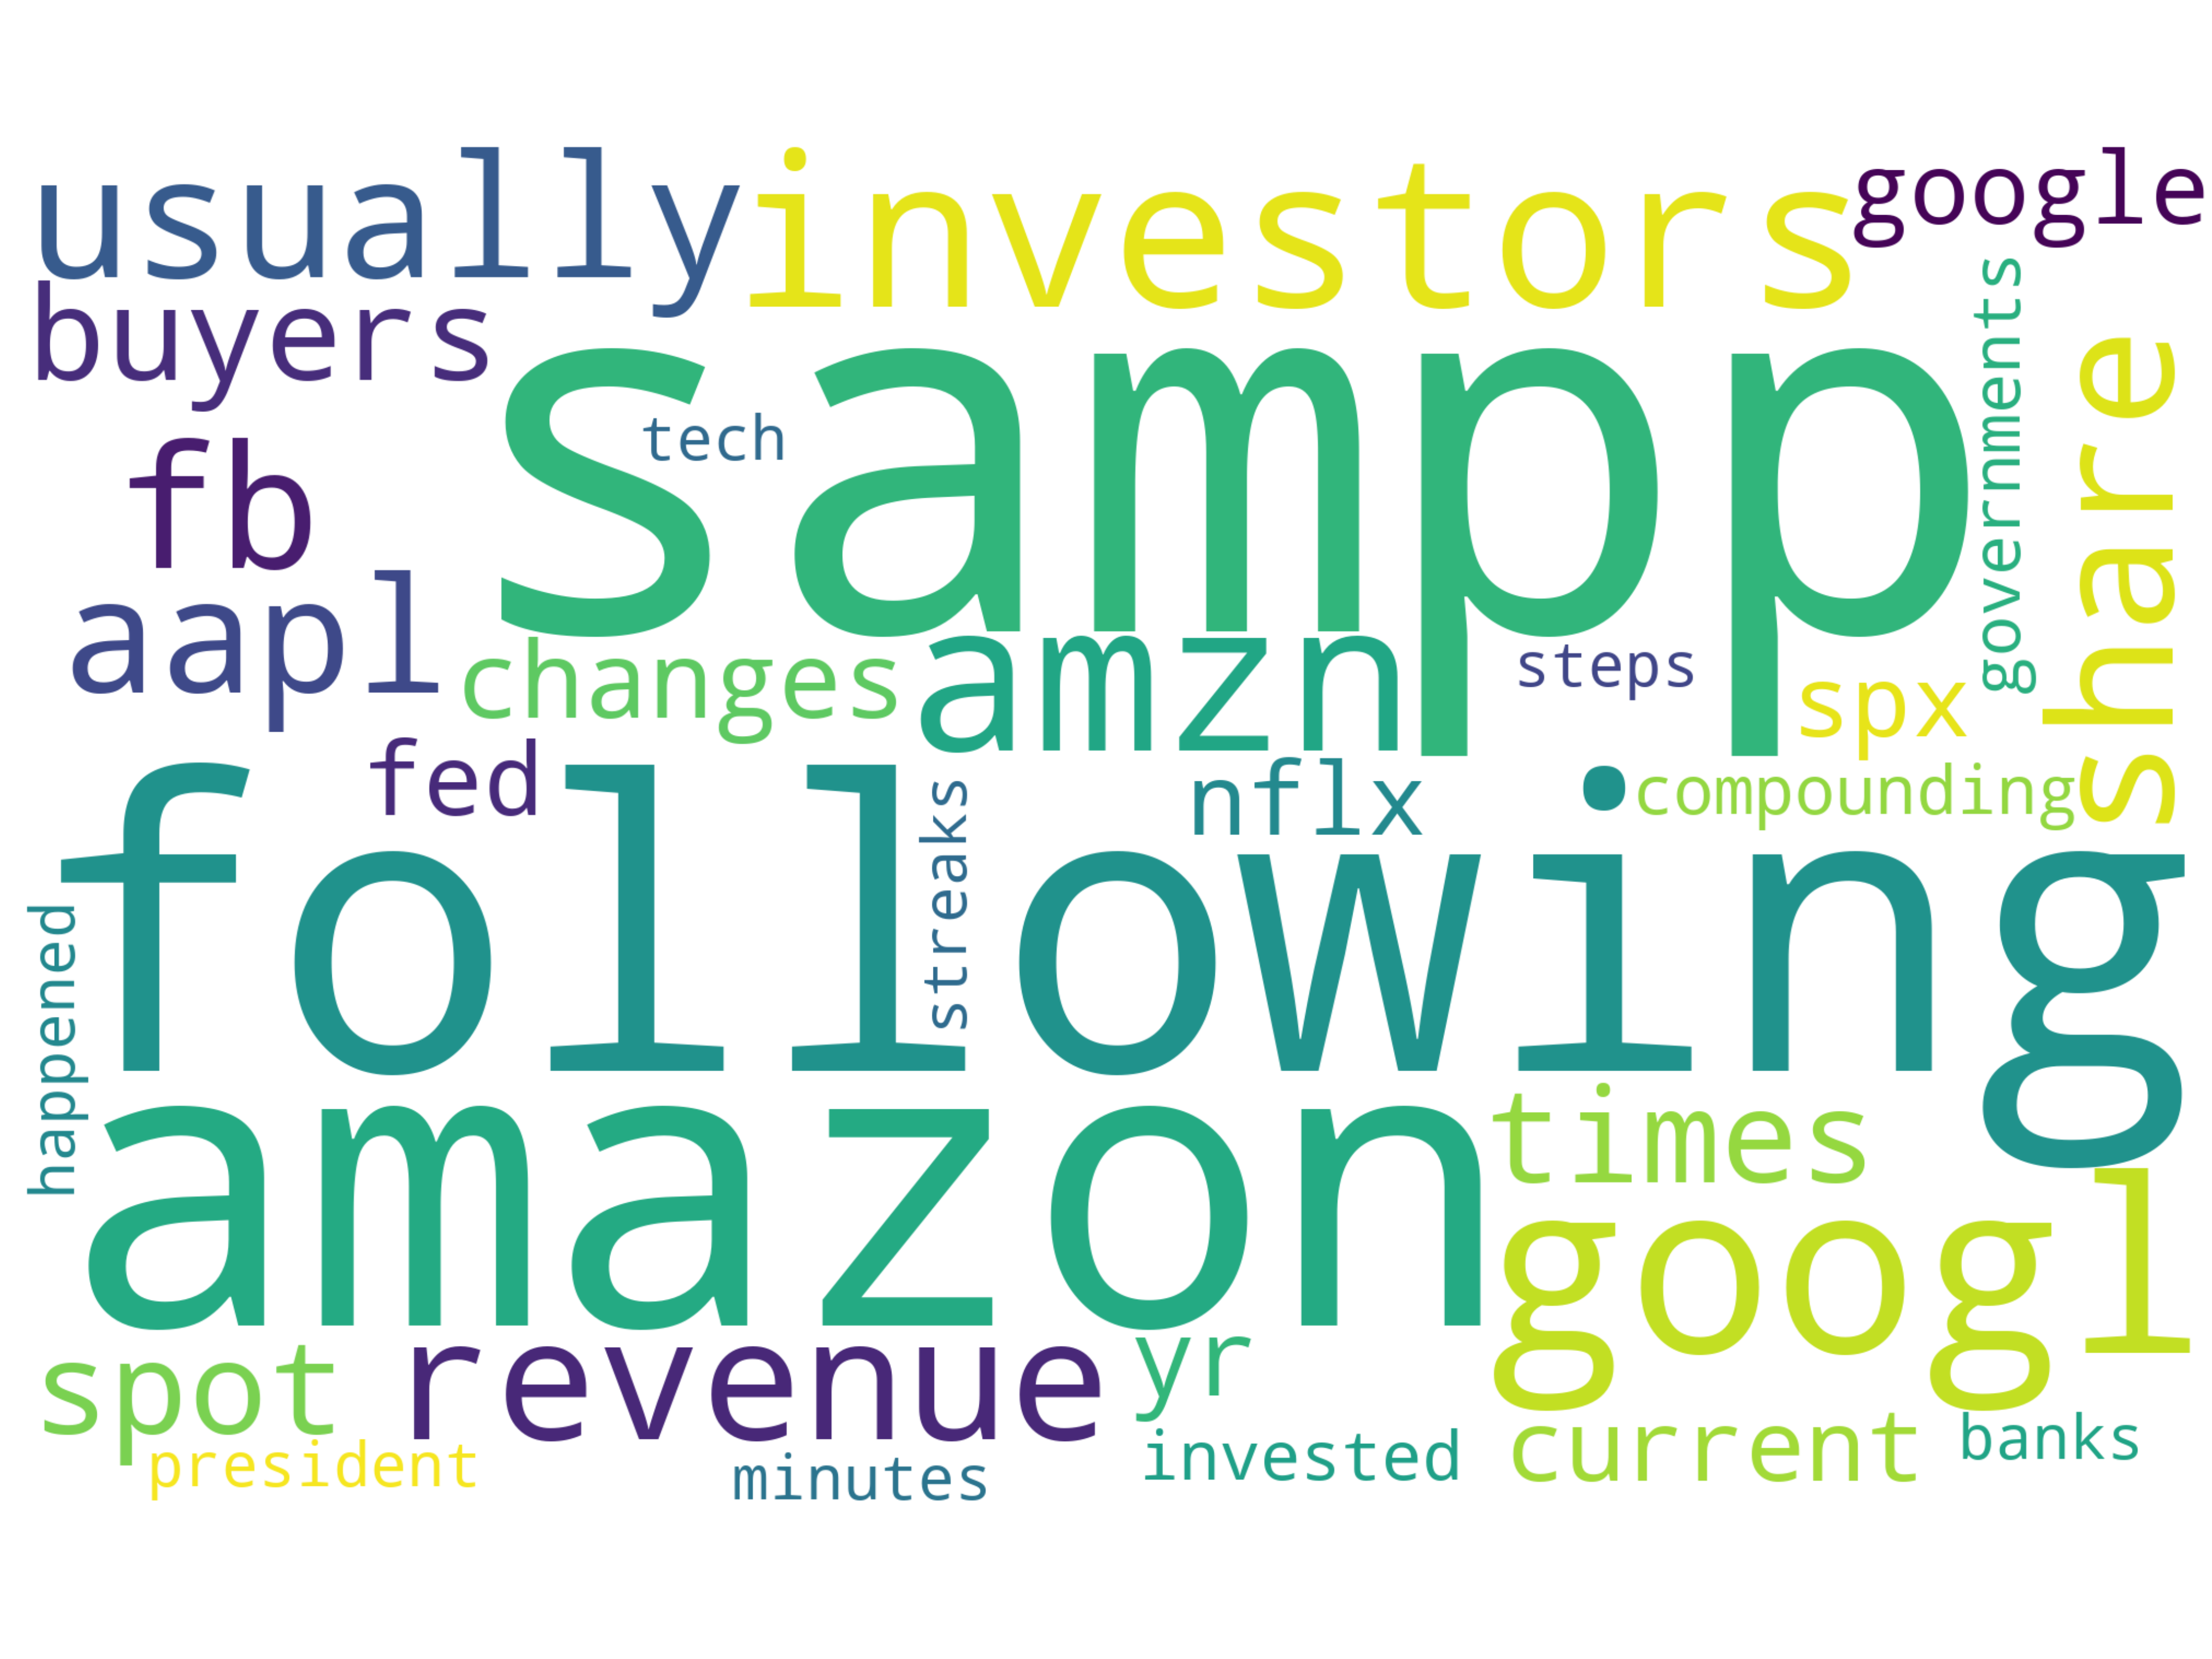 usually
investors
google
buyers
sampp
tech
governments
share
fb
aapl
changes
amzn
steps
spx
fed
nflx
compounding
following
streaks
happened
amazon
times
googl
spot
revenue
yr
current
banks
president
minutes
invested